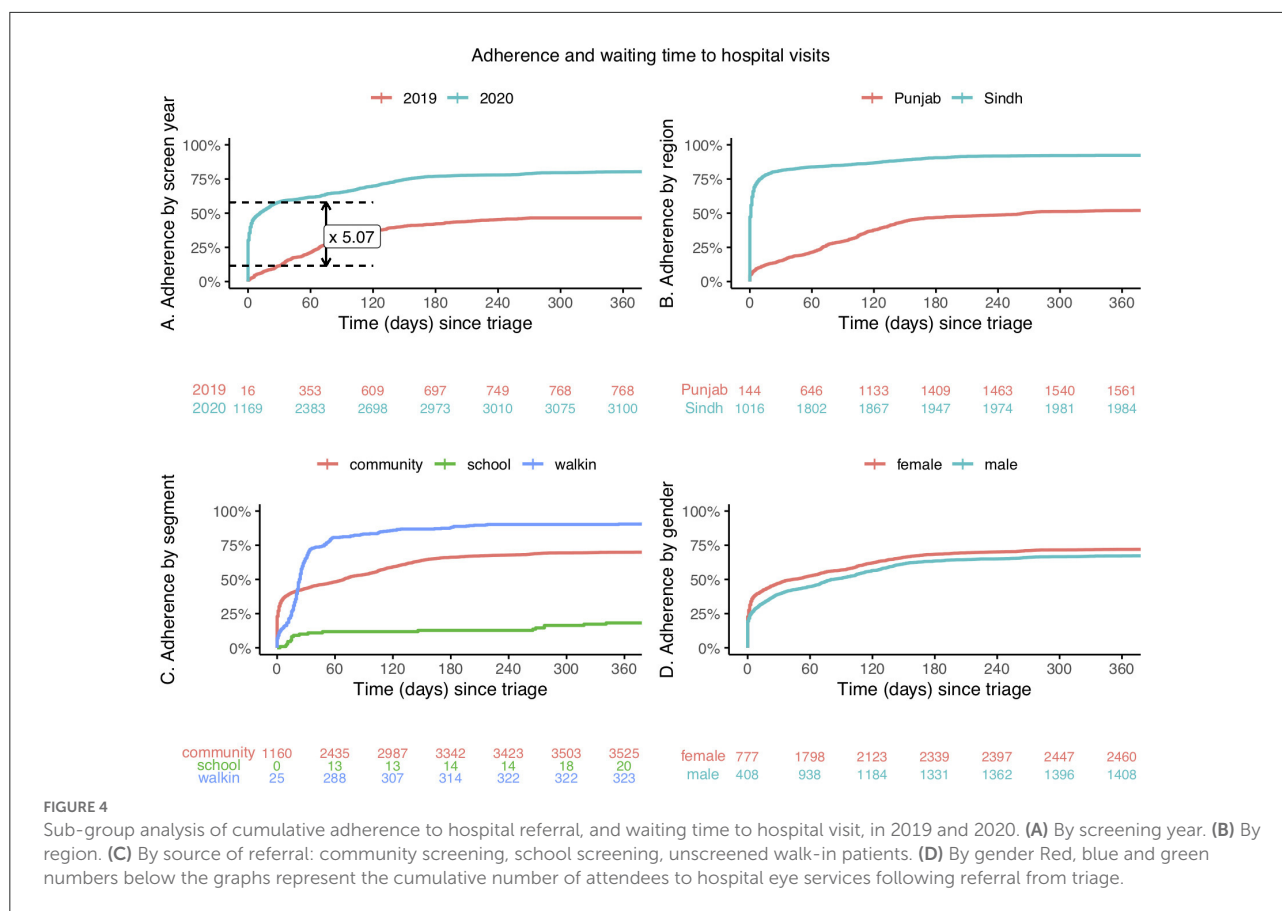 Adherence and waiting time to hospital visits
2019 2020
A. Adherence by screen year
100%
75%
50%
25%
0%
x 5.07
0 60 120 180 240 300 360
Time (days) since triage
2019 16 353 609 697 749 768 768
2020 1169 2383 2698 2973 3010 3075 3100
Punjab Sindh
B. Adherence by region
100%
75%
50%
25%
0%
0 60 120 180 240 300 360
Time (days) since triage
Punjab 144 646 1133 1409 1463 1540 1561
Sindh 1016 1802 1867 1947 1974 1981 1984
community school walkin
C. Adherence by segment
100%
75%
50%
25%
0%
0 60 120 180 240 300 360
Time (days) since triage
community 1160 2435 2987 3342 3423 3503 3525
school 0 13 13 14 14 18 20
walkin 25 288 307 314 322 322 323
female male
D. Adherence by gender
100%
75%
50%
25%
0%
0 60 120 180 240 300 360
Time (days) since triage
female 777 1798 2123 2339 2397 2447 2460
male 408 938 1184 1331 1362 1396 1408
FIGURE 4
Sub-group analysis of cumulative adherence to hospital referral, and waiting time to hospital visit, in 2019 and 2020. (A) By screening year. (B) By
region. (C) By source of referral: community screening, school screening, unscreened walk-in patients. (D) By gender Red, blue and green
numbers below the graphs represent the cumulative number of attendees to hospital eye services following referral from triage.